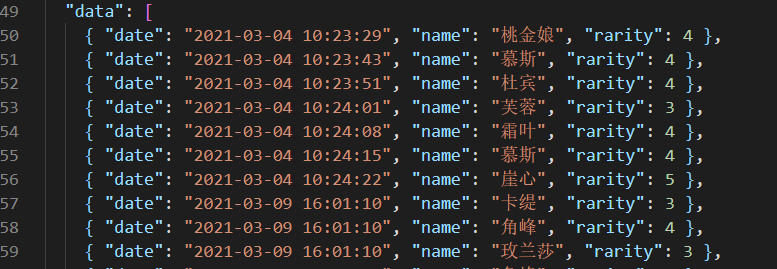 49 "data": [
50 { "date": "2021-03-04 10:23:29", "name": "桃金娘", "rarity": 4 },
51 { "date": "2021-03-04 10:23:43", "name": "慕斯", "rarity": 4 },
52 { "date": "2021-03-04 10:23:51", "name": "杜宾", "rarity": 4 },
53 { "date": "2021-03-04 10:24:01", "name": "芙蓉", "rarity": 3 },
54 { "date": "2021-03-04 10:24:08", "name": "霜叶", "rarity": 4 },
55 { "date": "2021-03-04 10:24:15", "name": "慕斯", "rarity": 4 },
56 { "date": "2021-03-04 10:24:22", "name": "崖心", "rarity": 5 },
57 { "date": "2021-03-09 16:01:10", "name": "卡缇", "rarity": 3 },
58 { "date": "2021-03-09 16:01:10", "name": "角峰", "rarity": 4 },
59 { "date": "2021-03-09 16:01:10", "name": "玫兰莎", "rarity": 3 },